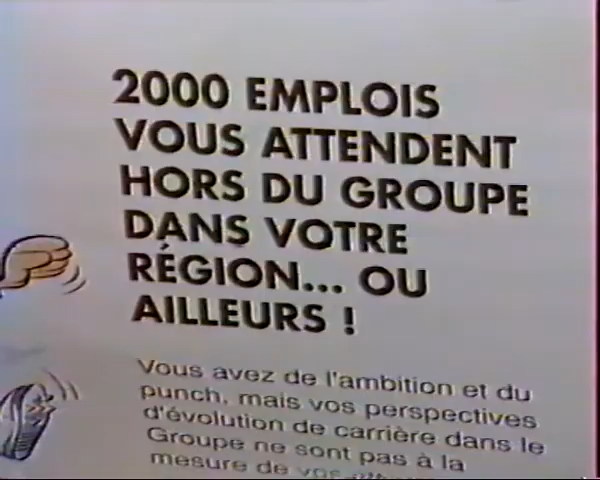 2000 EMPLOIS
VOUS ATTENDENT
HORS DU GROUPE
DANS VOTRE
RÉGION... OU
AILLEURS !
Vous avez de l'ambition et du
punch, mais vos perspectives
d'évolution de carrière dans le
Groupe ne sont pas à la
mesure de vos